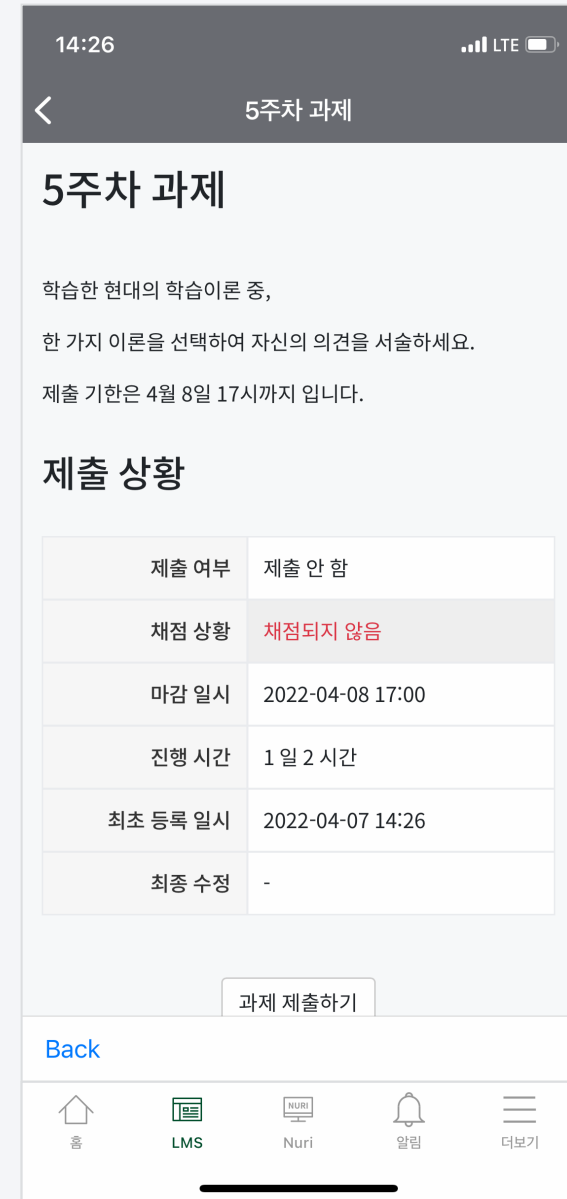 14:26
LTE
5주차 과제
5주차 과제
학습한 현대의 학습이론 중,
한 가지 이론을 선택하여 자신의 의견을 서술하세요.
제출 기한은 4월 8일 17시까지 입니다.
제출 상황
제출 여부 제출 안 함
채점 상황 채점되지 않음
마감 일시 2022-04-08 17:00
진행 시간 1 일 2 시간
최초 등록 일시 2022-04-07 14:26
최종 수정 -
과제 제출하기
Back
NURI
홈 LMS Nuri 알림 더보기